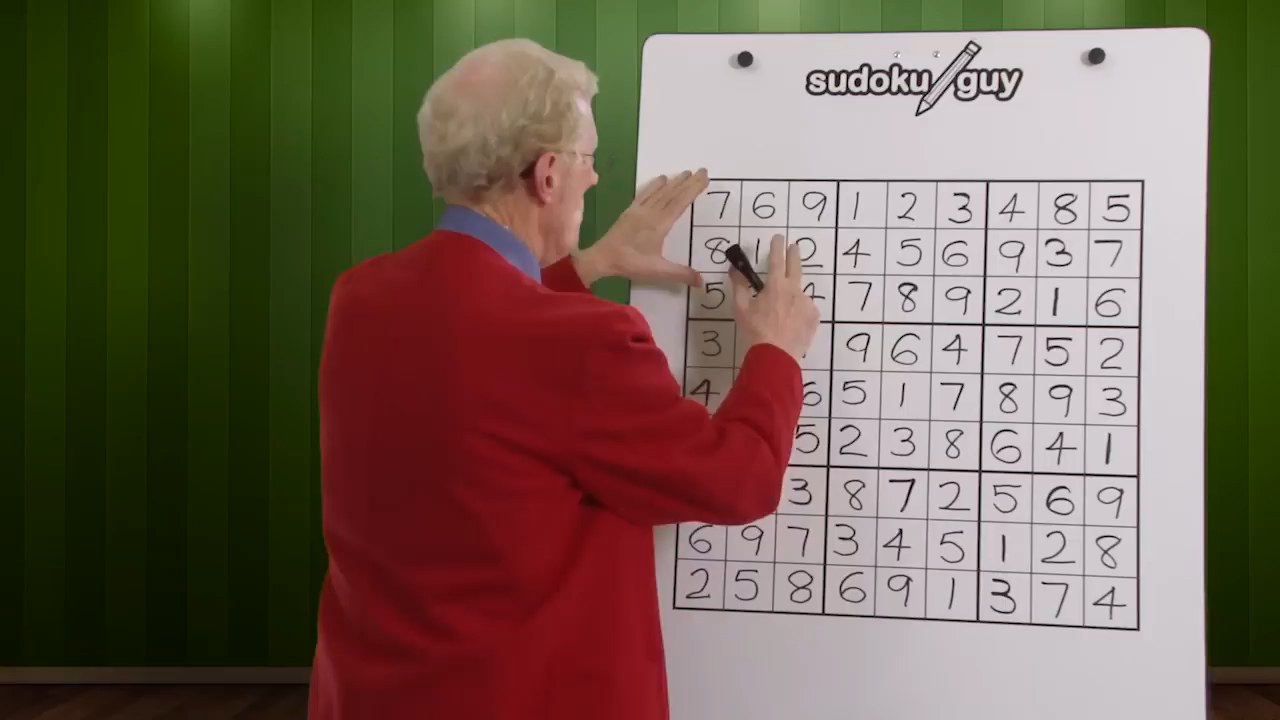 sudoku guy
7 6 9 1 2 3 4 8 5
8 1 2 4 5 6 9 3 7
5 4 7 8 9 2 1 6
3 9 6 4 7 5 2
4 6 5 1 7 8 9 3
5 2 3 8 6 4 1
3 8 7 2 5 6 9
6 9 7 3 4 5 1 2 8
2 5 8 6 9 1 3 7 4